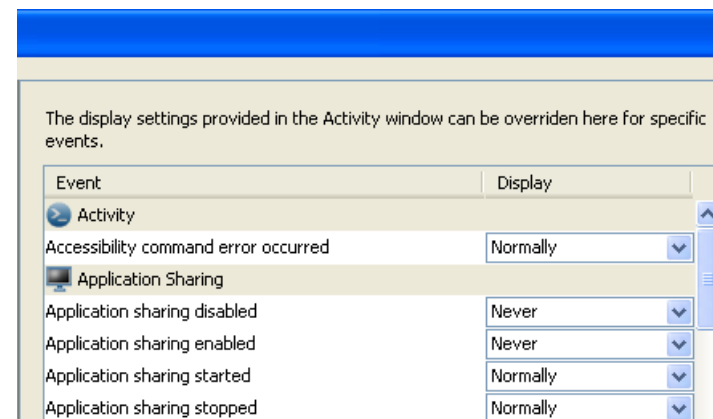 The display settings provided in the Activity window can be overriden here for specific
events.
Event Display
Activity
Accessibility command error occurred Normally
Application Sharing
Application sharing disabled Never
Application sharing enabled Never
Application sharing started Normally
Application sharing stopped Normally